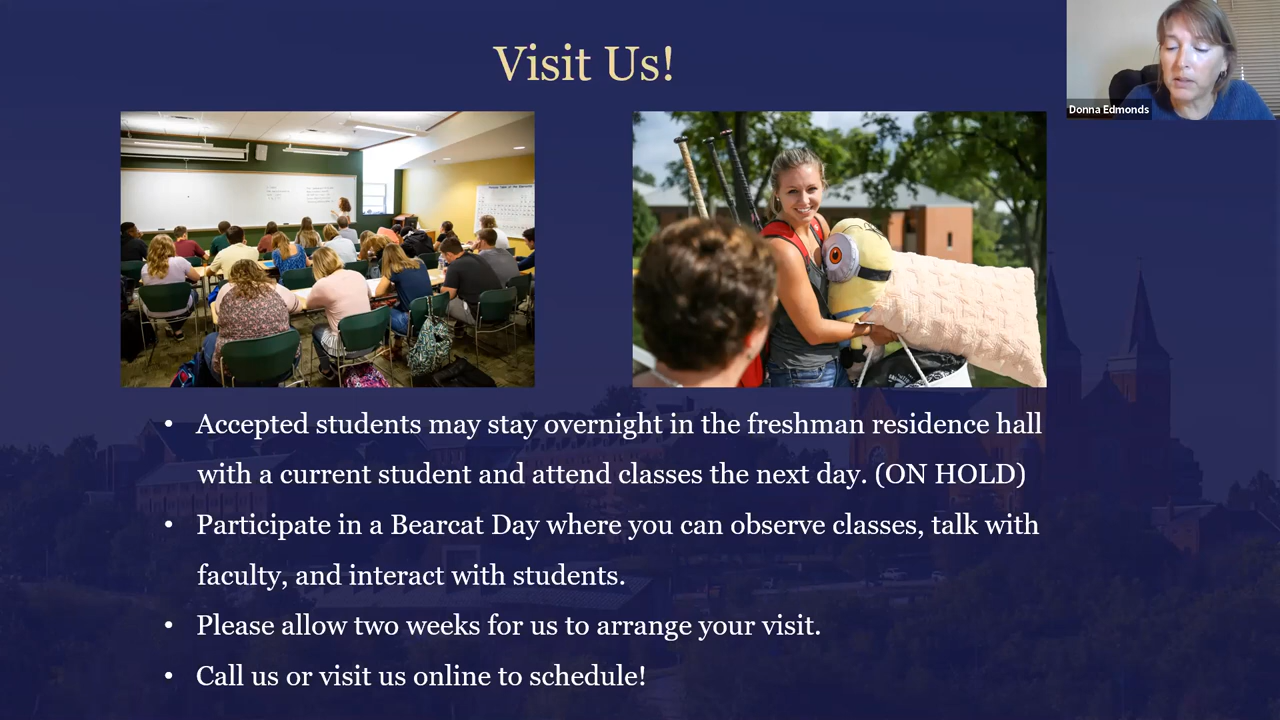 Visit Us!
Donna Edmonds
• Accepted students may stay overnight in the freshman residence hall
with a current student and attend classes the next day. (ON HOLD)
• Participate in a Bearcat Day where you can observe classes, talk with
faculty, and interact with students.
• Please allow two weeks for us to arrange your visit.
• Call us or visit us online to schedule!